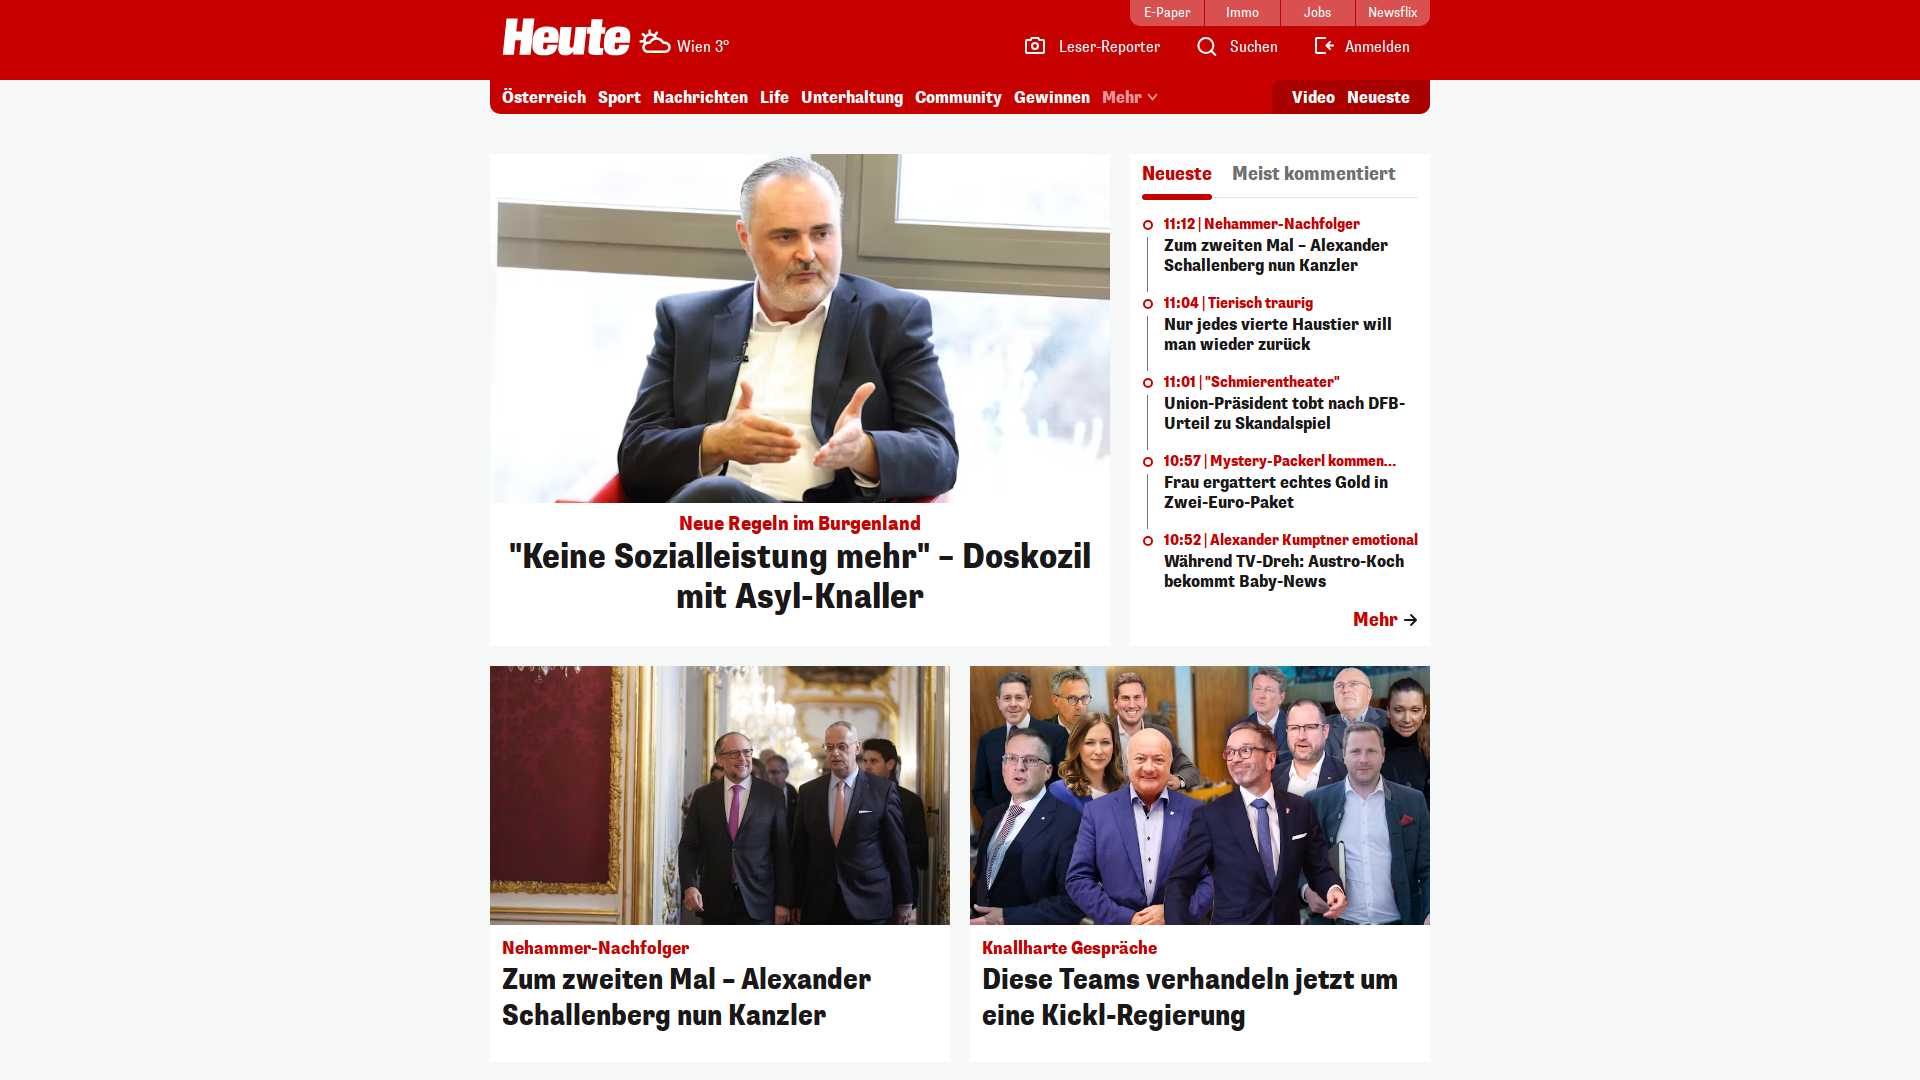 E-Paper
Immo
Jobs
Newsflix
Heute
Wien 3°
Leser-Reporter
Suchen
Anmelden
Österreich
Sport
Nachrichten
Life
Unterhaltung
Community
Gewinnen
Mehr
Video
Neueste
Neue Regeln im Burgenland
"Keine Sozialleistung mehr" – Doskozil
mit Asyl-Knaller
Neueste
Meist kommentiert
11:12 | Nehammer-Nachfolger
Zum zweiten Mal – Alexander
Schallenberg nun Kanzler
11:04 | Tierisch traurig
Nur jedes vierte Haustier will
man wieder zurück
11:01 | "Schmierentheater"
Union-Präsident tobt nach DFB-
Urteil zu Skandalspiel
10:57 | Mystery-Packerl kommen...
Frau ergattert echtes Gold in
Zwei-Euro-Paket
10:52 | Alexander Kumptner emotional
Während TV-Dreh: Austro-Koch
bekommt Baby-News
Mehr
Nehammer-Nachfolger
Zum zweiten Mal – Alexander
Schallenberg nun Kanzler
Knallharte Gespräche
Diese Teams verhandeln jetzt um
eine Kickl-Regierung